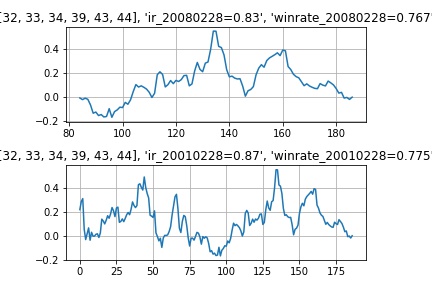 [32, 33, 34, 39, 43, 44], 'ir_20080228=0.83', 'winrate_20080228=0.767'
0.4
0.2
0.0
−0.2
80 100 120 140 160 180
[32, 33, 34, 39, 43, 44], 'ir_20010228=0.87', 'winrate_20010228=0.775'
0.4
0.2
0.0
−0.2
0 25 50 75 100 125 150 175